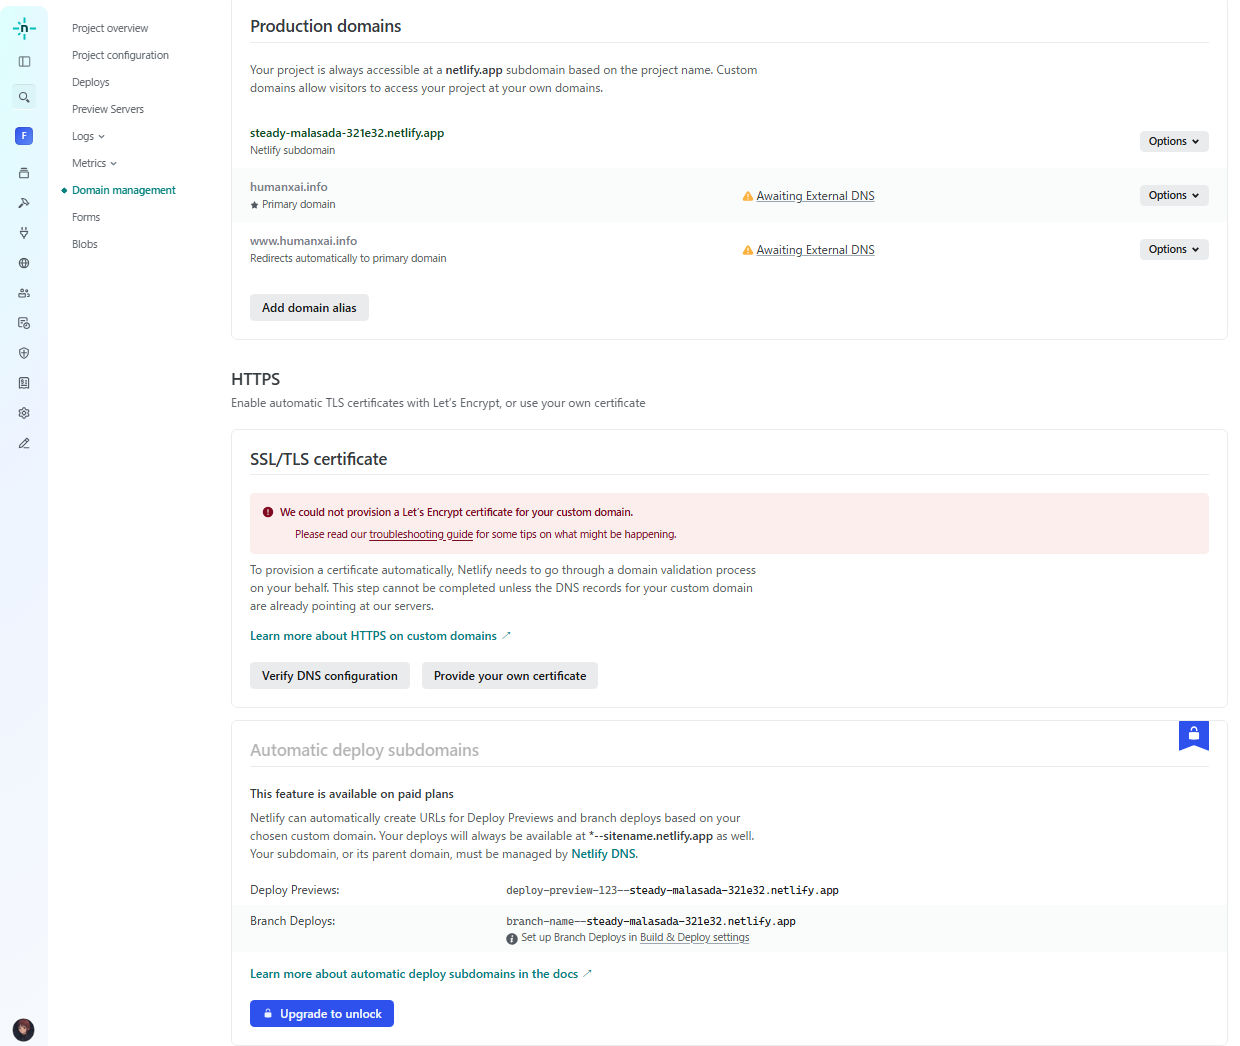 Project overview
Project configuration
Deploys
Preview Servers
Logs
Metrics
Domain management
Forms
Blobs
F
Production domains
Your project is always accessible at a netlify.app subdomain based on the project name. Custom
domains allow visitors to access your project at your own domains.
steady-malasada-321e32.netlify.app
Netlify subdomain
Options
humanxai.info
Primary domain
Awaiting External DNS
Options
www.humanxai.info
Redirects automatically to primary domain
Awaiting External DNS
Options
Add domain alias
HTTPS
Enable automatic TLS certificates with Let's Encrypt, or use your own certificate
SSL/TLS certificate
We could not provision a Let's Encrypt certificate for your custom domain.
Please read our troubleshooting guide for some tips on what might be happening.
To provision a certificate automatically, Netlify needs to go through a domain validation process
on your behalf. This step cannot be completed unless the DNS records for your custom domain
are already pointing at our servers.
Learn more about HTTPS on custom domains ↗
Verify DNS configuration
Provide your own certificate
Automatic deploy subdomains
This feature is available on paid plans
Netlify can automatically create URLs for Deploy Previews and branch deploys based on your
chosen custom domain. Your deploys will always be available at *--sitename.netlify.app as well.
Your subdomain, or its parent domain, must be managed by Netlify DNS.
Deploy Previews:
deploy-preview-123--steady-malasada-321e32.netlify.app
Branch Deploys:
branch-name--steady-malasada-321e32.netlify.app
Set up Branch Deploys in Build & Deploy settings
Learn more about automatic deploy subdomains in the docs ↗
Upgrade to unlock